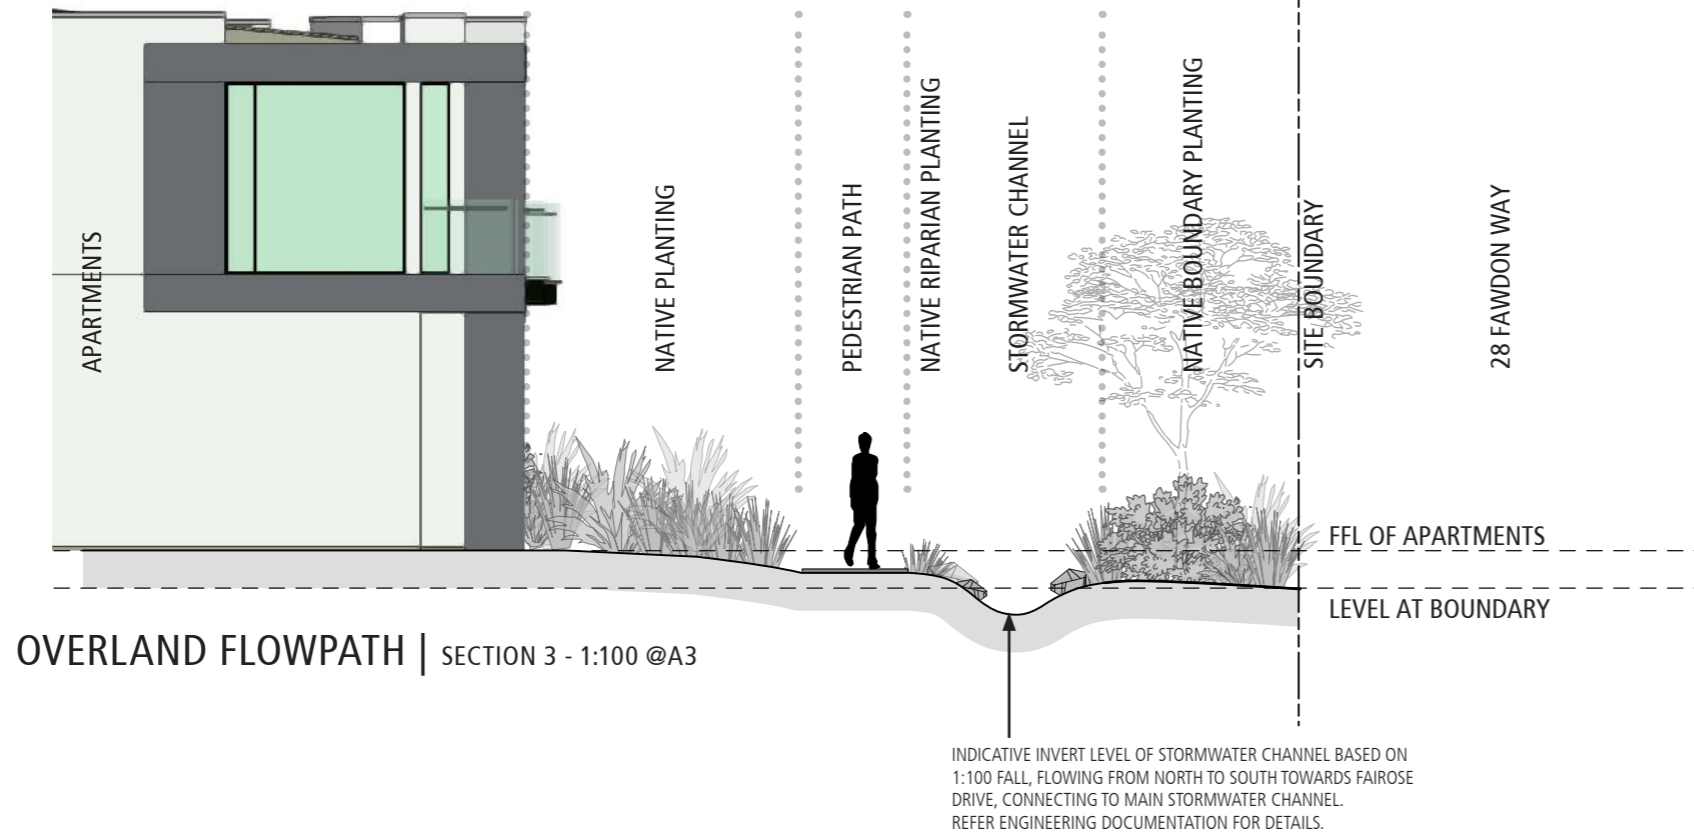 APARTMENTS
NATIVE PLANTING
PEDESTRIAN PATH
NATIVE RIPARIAN PLANTING
STORMWATER CHANNEL
NATIVE BOUNDARY PLANTING
SITE BOUNDARY
28 FAWDON WAY
FFL OF APARTMENTS
LEVEL AT BOUNDARY
OVERLAND FLOWPATH | SECTION 3 - 1:100 @A3
INDICATIVE INVERT LEVEL OF STORMWATER CHANNEL BASED ON
1:100 FALL, FLOWING FROM NORTH TO SOUTH TOWARDS FAIROSE
DRIVE, CONNECTING TO MAIN STORMWATER CHANNEL.
REFER ENGINEERING DOCUMENTATION FOR DETAILS.